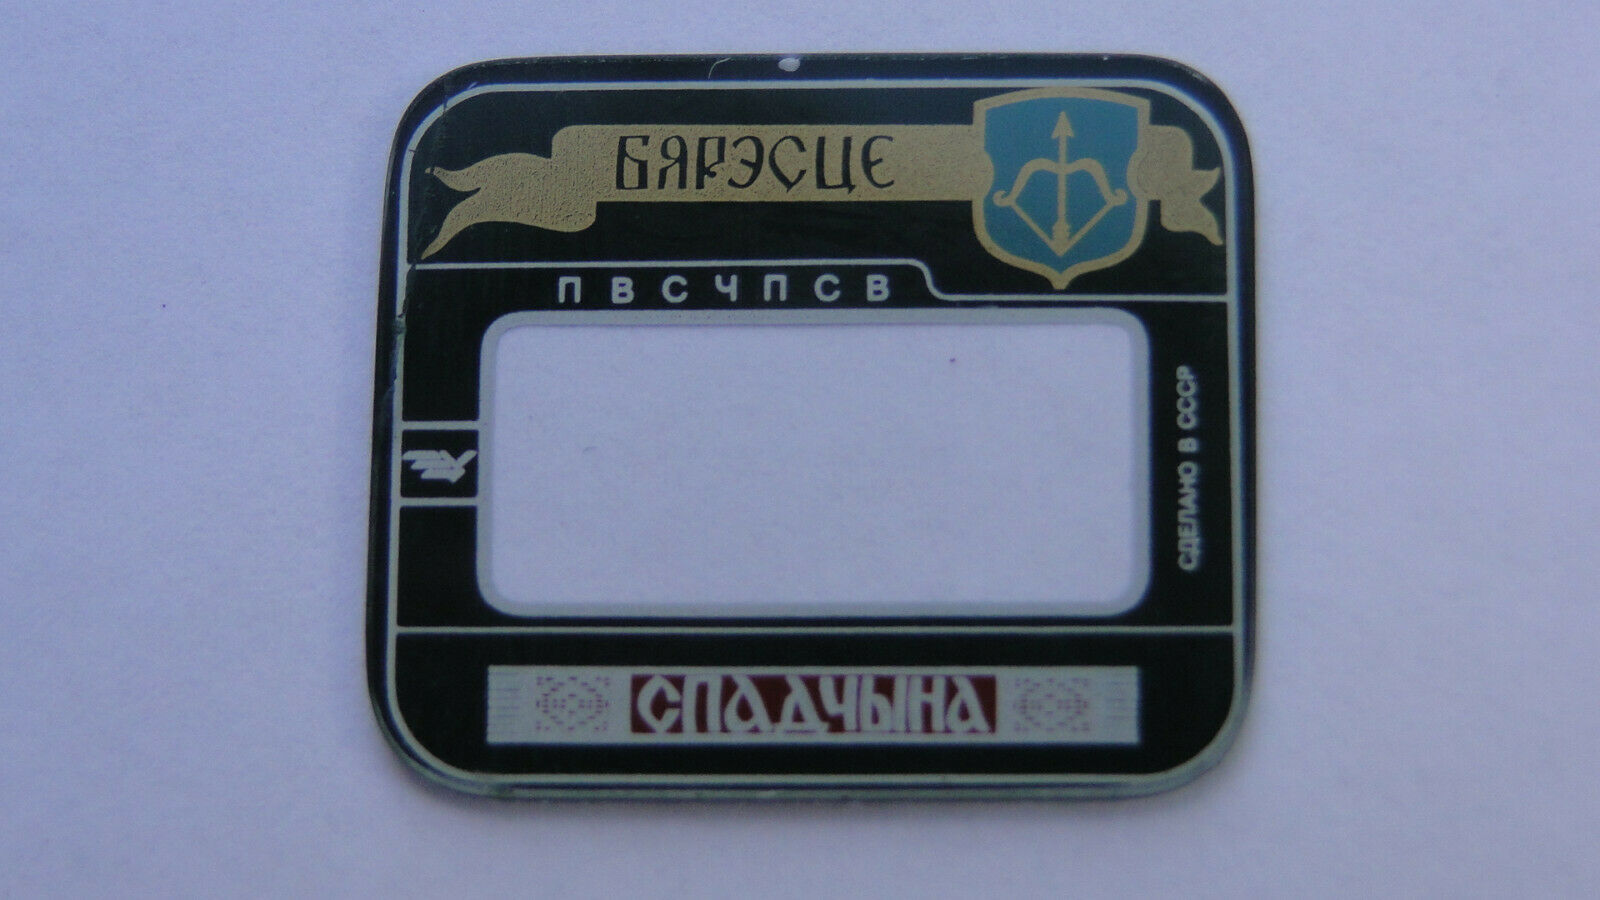 БЯРЭСЦЕ
П В С Ч П С В
СДЕЛАНО В СССР
СПАДЧЫНА